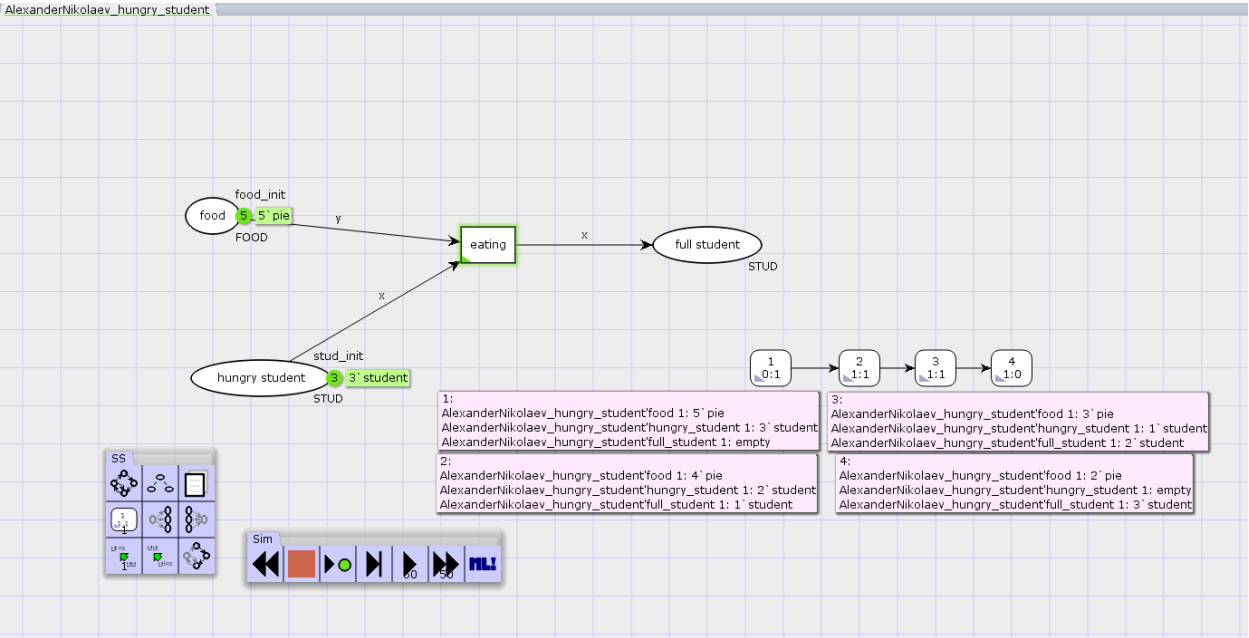 AlexanderNikolaev_hungry_student
food_init
food 5 5`pie
FOOD
y
eating
x
full student
STUD
x
stud_init
hungry student 3 3`student
STUD
1
0:1
2
1:1
3
1:1
4
1:0
1:
AlexanderNikolaev_hungry_student'food 1: 5`pie
AlexanderNikolaev_hungry_student'hungry_student 1: 3`student
AlexanderNikolaev_hungry_student'full_student 1: empty
3:
AlexanderNikolaev_hungry_student'food 1: 3`pie
AlexanderNikolaev_hungry_student'hungry_student 1: 1`student
AlexanderNikolaev_hungry_student'full_student 1: 2`student
2:
AlexanderNikolaev_hungry_student'food 1: 4`pie
AlexanderNikolaev_hungry_student'hungry_student 1: 2`student
AlexanderNikolaev_hungry_student'full_student 1: 1`student
4:
AlexanderNikolaev_hungry_student'food 1: 2`pie
AlexanderNikolaev_hungry_student'hungry_student 1: empty
AlexanderNikolaev_hungry_student'full_student 1: 3`student
SS
1
1
Sim
50
ML!